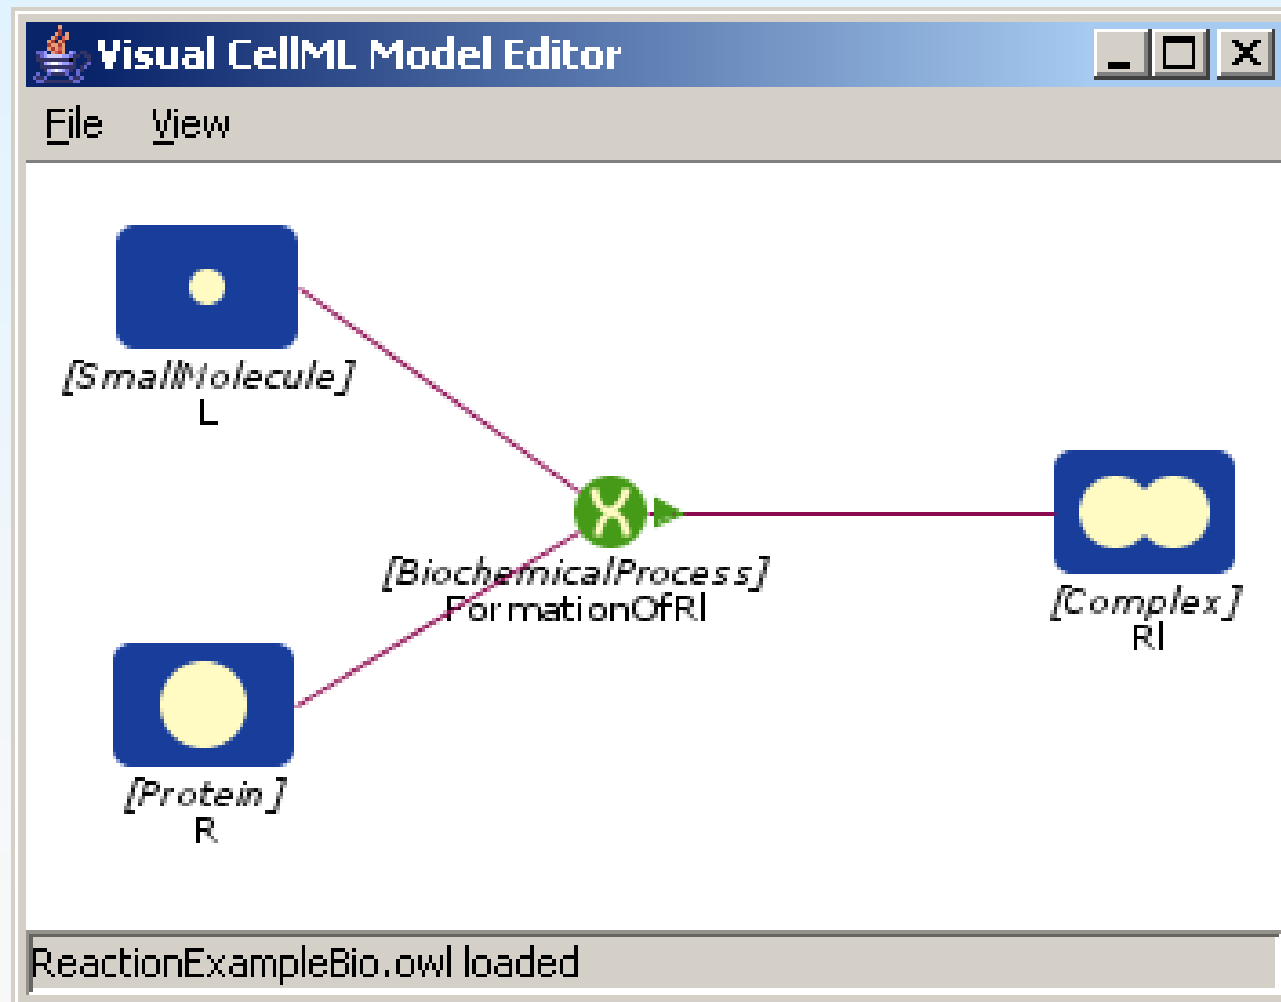 Visual CellML Model Editor
File View
[SmallMolecule]
L
[BiochemicalProcess]
FormationOfRl
[Complex]
Rl
[Protein]
R
ReactionExampleBio.owl loaded